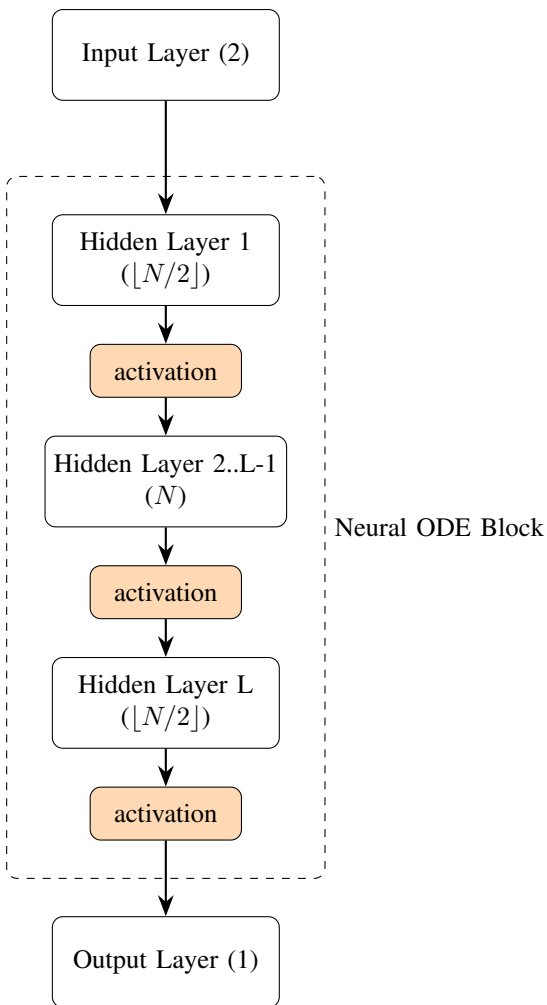 Input Layer (2)
Hidden Layer 1
(⌊N/2⌋)
activation
Hidden Layer 2..L-1
(N)
Neural ODE Block
activation
Hidden Layer L
(⌊N/2⌋)
activation
Output Layer (1)